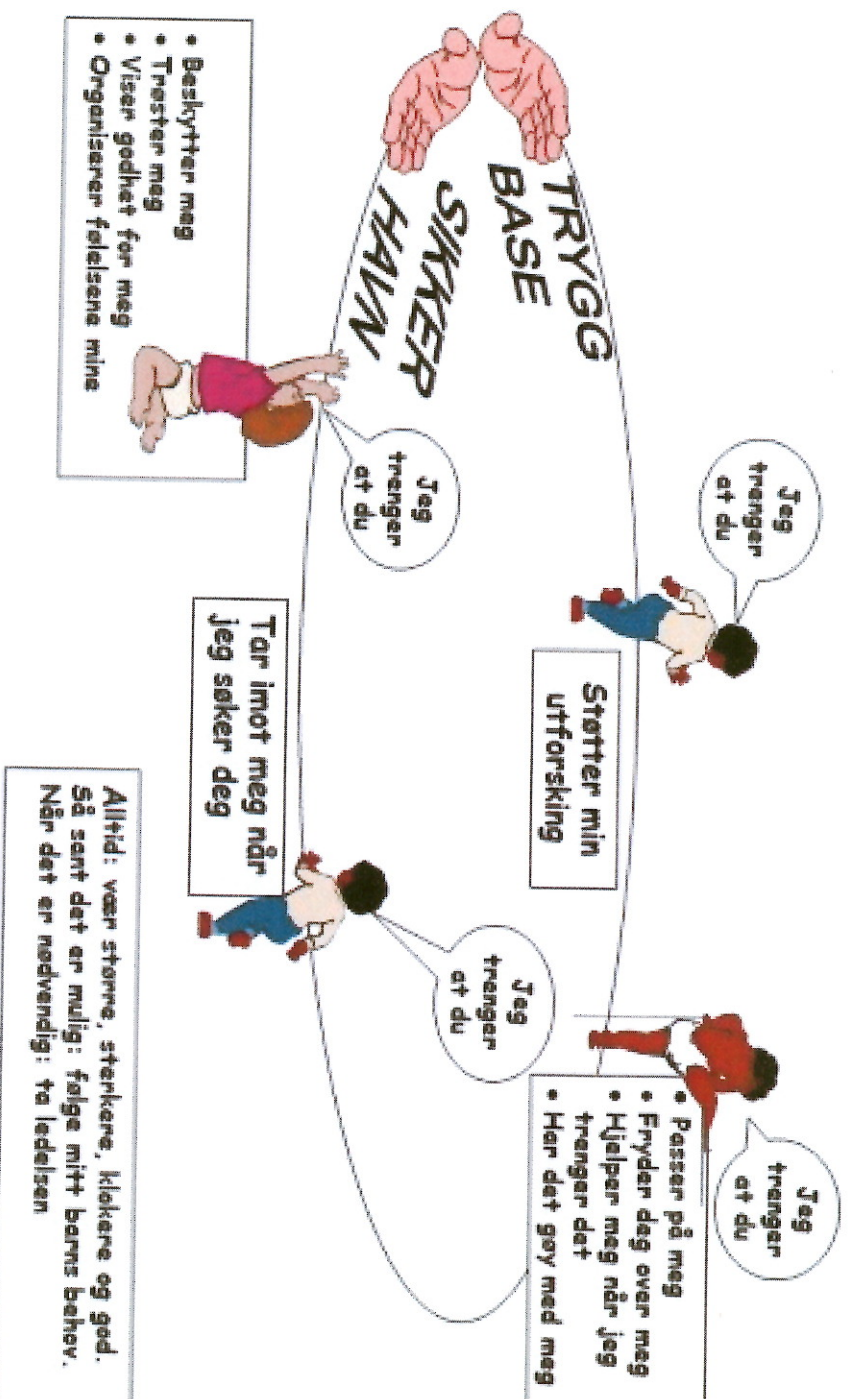 Jeg
trenger
at du
Jeg
trenger
at du
Støtter min
utforsking
• Passer på meg
• Fryder deg over meg
• Hjelper meg når jeg
trenger det
• Har det gøy med meg
TRYGG
BASE
SIKKER
HAVN
Jeg
trenger
at du
Jeg
trenger
at du
Tar imot meg når
jeg søker deg
• Beskytter meg
• Trøster meg
• Viser godhet for meg
• Organiserer følelsene mine
Alltid: vær større, sterkere, klokere og god.
Så sant det er mulig: følge mitt barns behov.
Når det er nødvendig: ta ledelsen